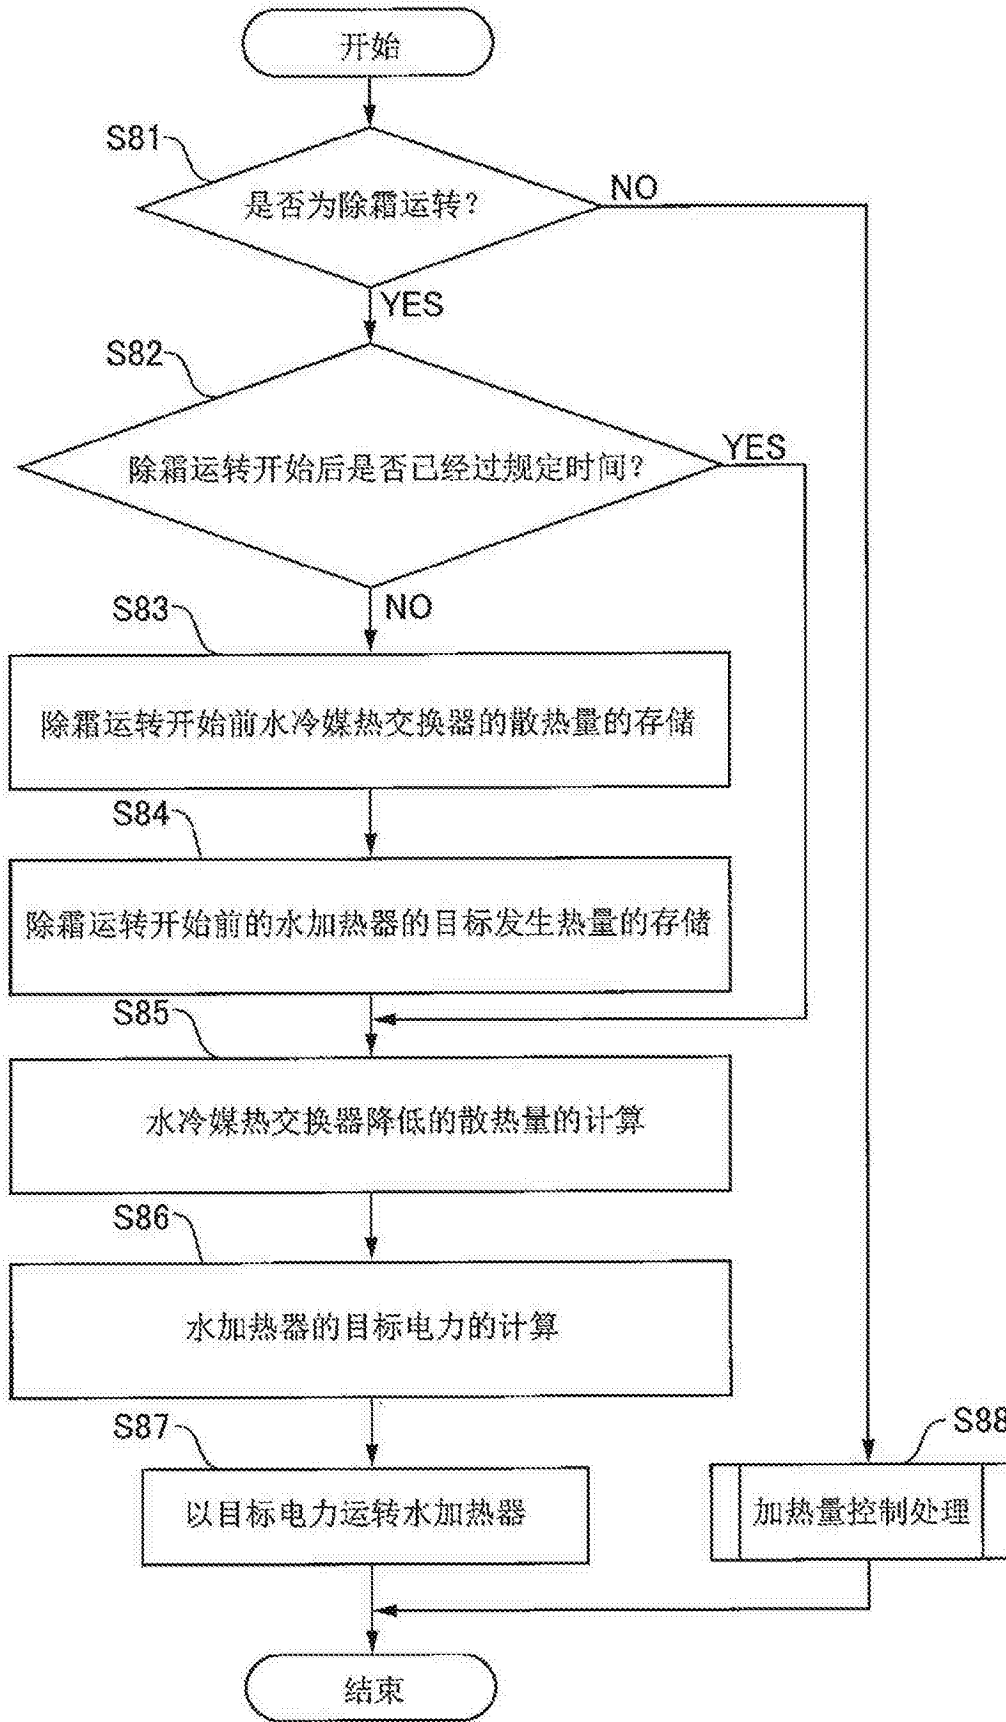 开始
S81
是否为除霜运转?
NO
YES
S82
除霜运转开始后是否已经过规定时间?
YES
NO
S83
除霜运转开始前水冷媒热交换器的散热量的存储
S84
除霜运转开始前的水加热器的目标发生热量的存储
S85
水冷媒热交换器降低的散热量的计算
S86
水加热器的目标电力的计算
S87
以目标电力运转水加热器
S88
加热量控制处理
结束